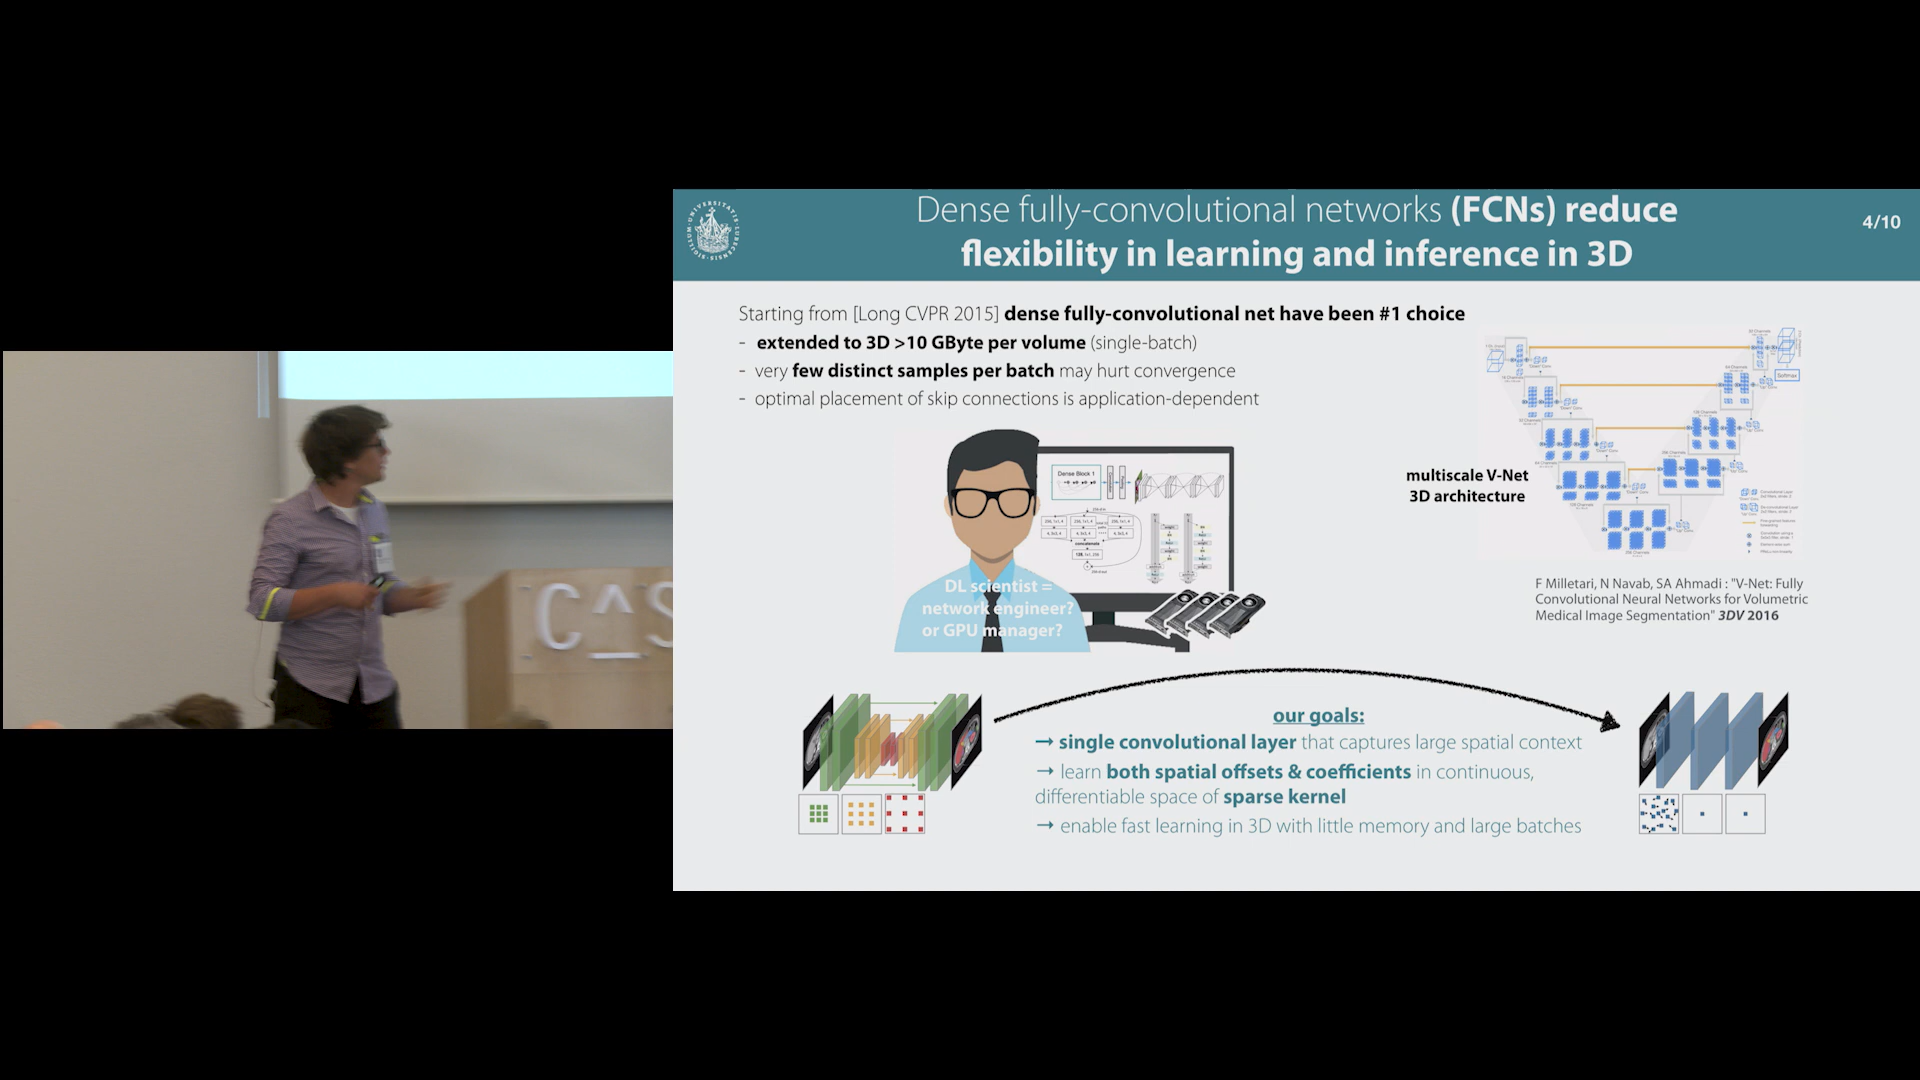 Dense fully-convolutional networks (FCNs) reduce
flexibility in learning and inference in 3D
4/10
Starting from [Long CVPR 2015] dense fully-convolutional net have been #1 choice
- extended to 3D >10 GByte per volume (single-batch)
- very few distinct samples per batch may hurt convergence
- optimal placement of skip connections is application-dependent
Dense Block 1
concatenate
DL scientist =
network engineer?
or GPU manager?
multiscale V-Net
3D architecture
Softmax
F Milletari, N Navab, SA Ahmadi : "V-Net: Fully
Convolutional Neural Networks for Volumetric
Medical Image Segmentation" 3DV 2016
our goals:
→ single convolutional layer that captures large spatial context
→ learn both spatial offsets & coefficients in continuous,
differentiable space of sparse kernel
→ enable fast learning in 3D with little memory and large batches
C^S